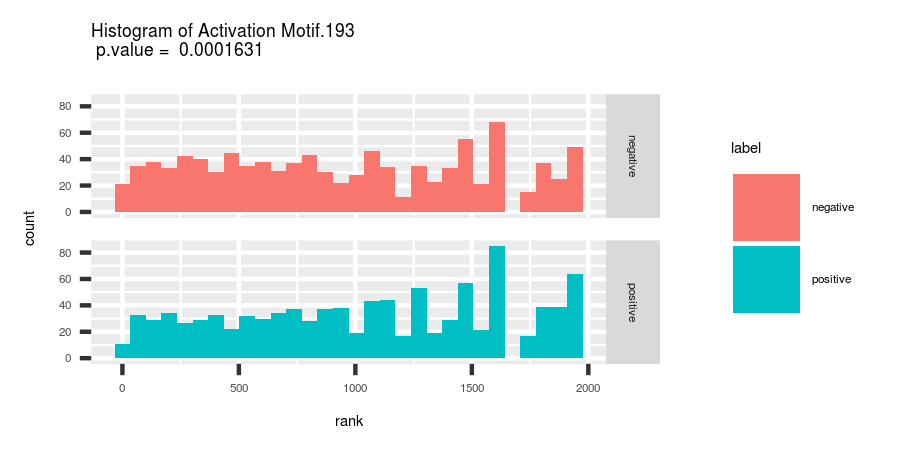 Histogram of Activation Motif.193
p.value =  0.0001631
count
80
60
40
20
0
negative
80
60
40
20
0
positive
0
500
1000
1500
2000
rank
label
negative
positive